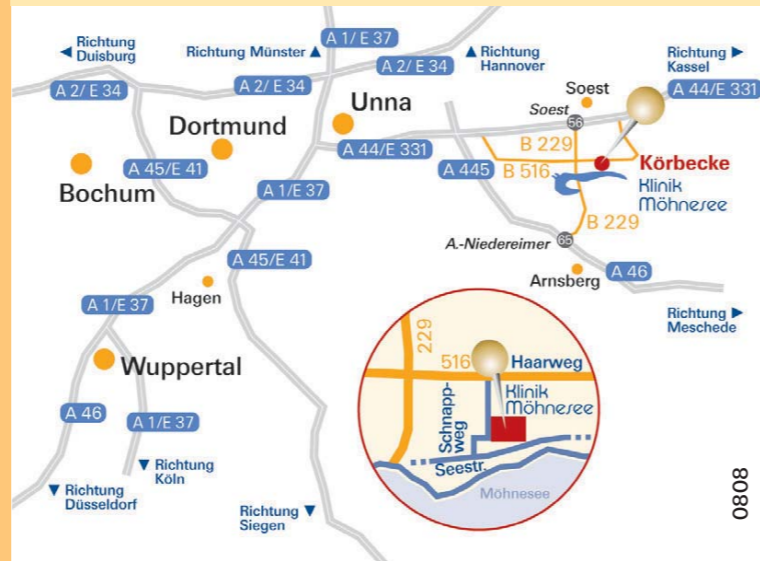 ◄ Richtung
Duisburg
Richtung Münster ▲
A 1/ E 37
▲ Richtung
Hannover
Richtung ►
Kassel
A 2/ E 34
A 2/ E 34
A 2/ E 34
A 44/E 331
Unna
Soest
Soest
56
Dortmund
A 44/E 331
B 229
Bochum
A 45/E 41
A 445
B 516
Körbecke
Klinik
Möhnesee
A 1/E 37
B 229
A.-Niedereimer
65
A 45/E 41
Arnsberg
A 46
Hagen
A 1/E 37
Richtung ►
Meschede
Wuppertal
A 46
A 1/E 37
▼ Richtung
Köln
▼ Richtung
Düsseldorf
Richtung ▼
Siegen
229
516
Haarweg
Klinik
Möhnesee
Schnapp-
weg
Seestr.
Möhnesee
0808